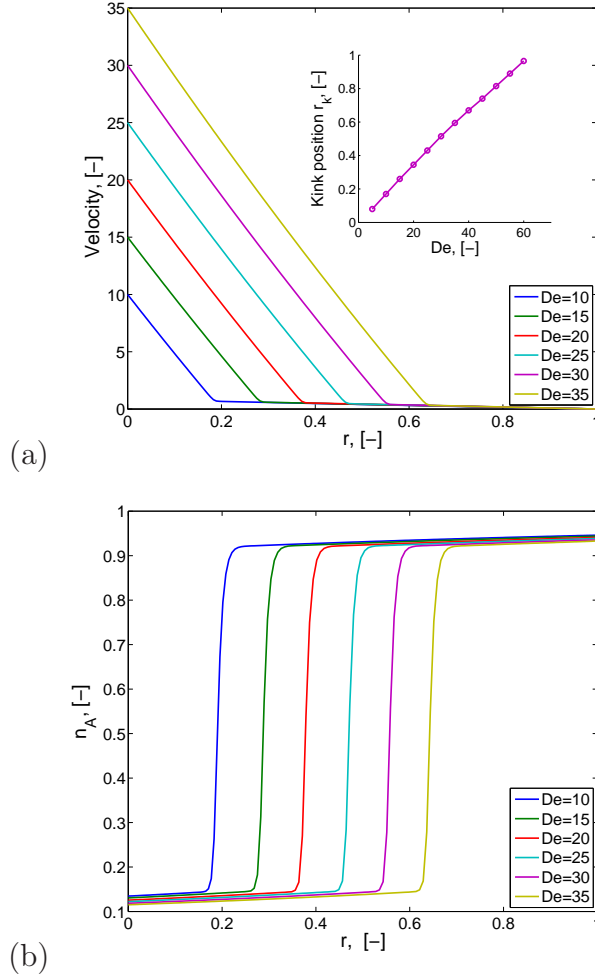 35
30
25
20
15
10
5
0
Velocity, [−]
0.2
0.4
0.6
0.8
1
r, [−]
1
0.8
0.6
0.4
0.2
0
Kink position r_k, [−]
0
20
40
60
De, [−]
De=10
De=15
De=20
De=25
De=30
De=35
(a)
1
0.9
0.8
0.7
0.6
0.5
0.4
0.3
0.2
0.1
n_A, [−]
0
0.2
0.4
0.6
0.8
1
r, [−]
De=10
De=15
De=20
De=25
De=30
De=35
(b)